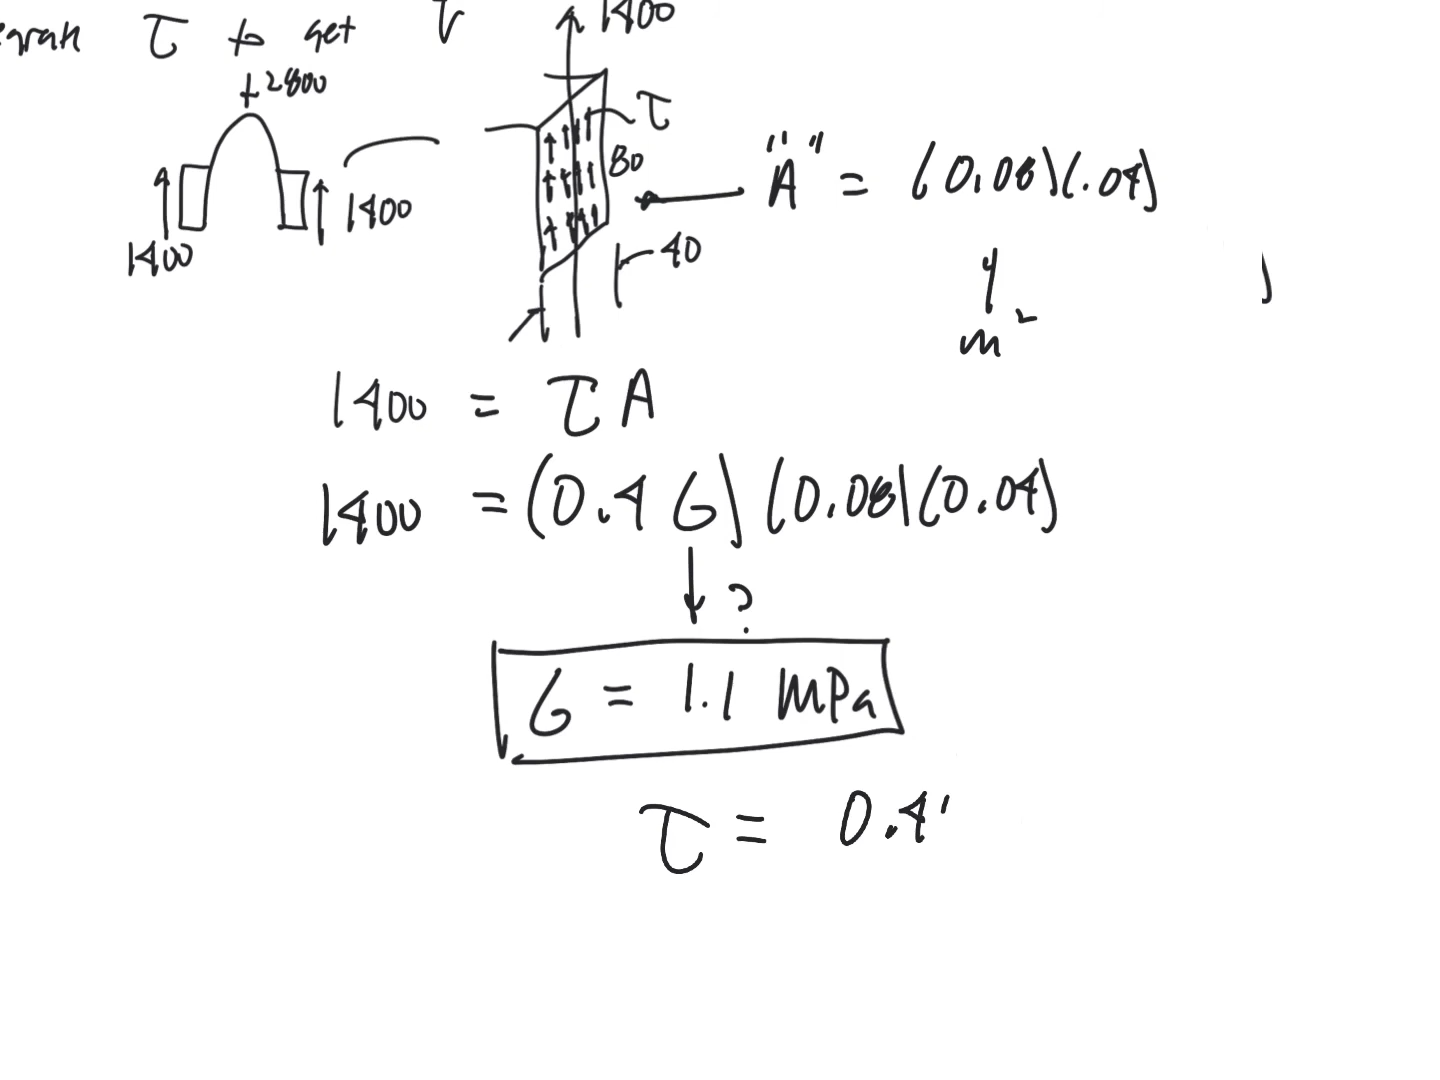 τ to get V
1400
+2800
τ
80
"A" = (0.08)(.04)
1400
1400
40
m²
1400 = τ A
1400 = (0.4 σ) (0.08)(0.04)
?
σ = 1.1 MPa
τ = 0.4